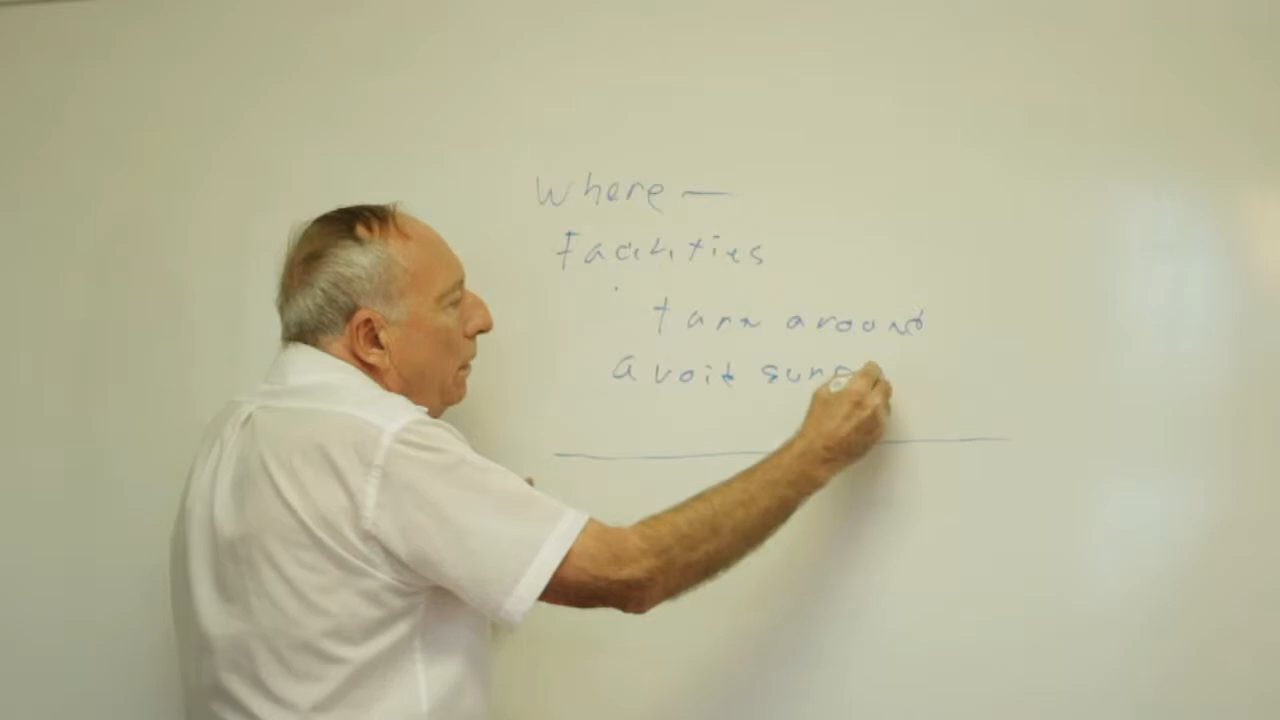 Where —
Facilities
turn around
avoid